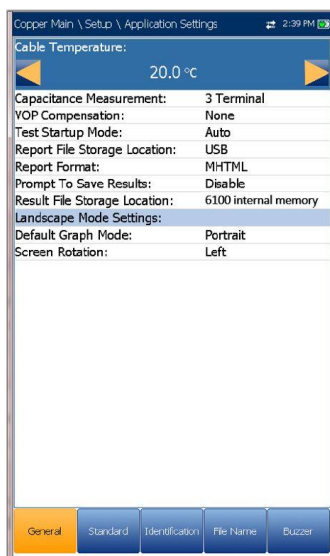 Copper Main \ Setup \ Application Settings 2:39 PM
Cable Temperature:
20.0 ºC
Capacitance Measurement: 3 Terminal
VOP Compensation: None
Test Startup Mode: Auto
Report File Storage Location: USB
Report Format: MHTML
Prompt To Save Results: Disable
Result File Storage Location: 6100 internal memory
Landscape Mode Settings:
Default Graph Mode: Portrait
Screen Rotation: Left
General Standard Identification File Name Buzzer